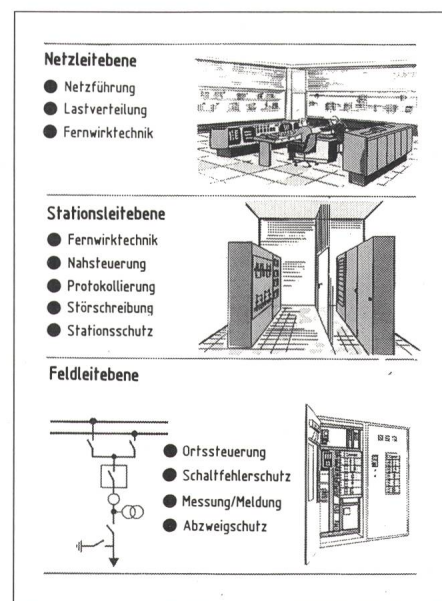 Netzleitebene
Netzführung
Lastverteilung
Fernwirktechnik
Stationsleitebene
Fernwirktechnik
Nahsteuerung
Protokollierung
Störschreibung
Stationsschutz
Feldleitebene
Ortssteuerung
Schaltfehlerschutz
Messung/Meldung
Abzweigschutz